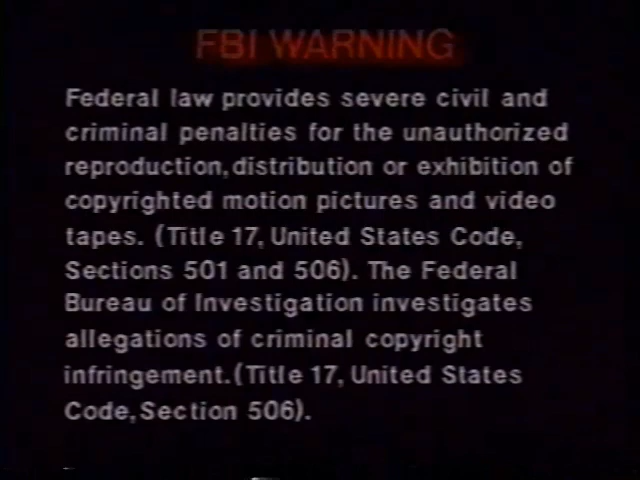 FBI WARNING
Federal law provides severe civil and
criminal penalties for the unauthorized
reproduction, distribution or exhibition of
copyrighted motion pictures and video
tapes. (Title 17, United States Code,
Sections 501 and 506). The Federal
Bureau of Investigation investigates
allegations of criminal copyright
infringement. (Title 17, United States
Code, Section 506).